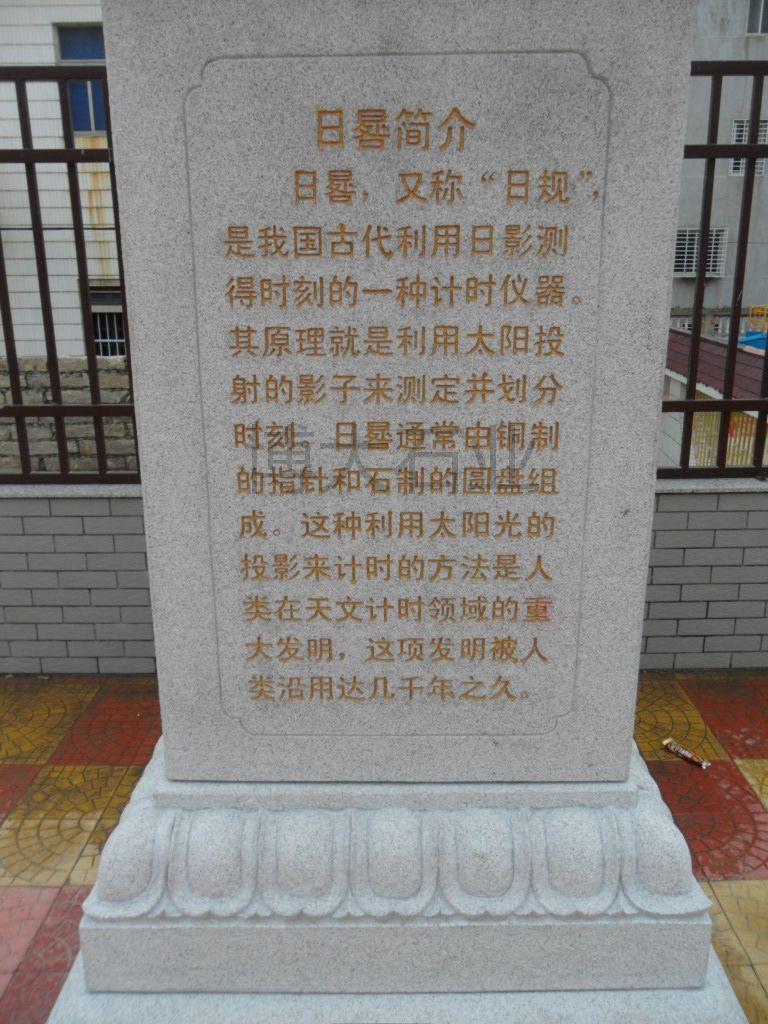 日晷简介
日晷，又称“日规”，
是我国古代利用日影测
得时刻的一种计时仪器。
其原理就是利用太阳投
射的影子来测定并划分
时刻。日晷通常由铜制
的指针和石制的圆盘组
成。这种利用太阳光的
投影来计时的方法是人
类在天文计时领域的重
大发明，这项发明被人
类沿用达几千年之久。
博大石业